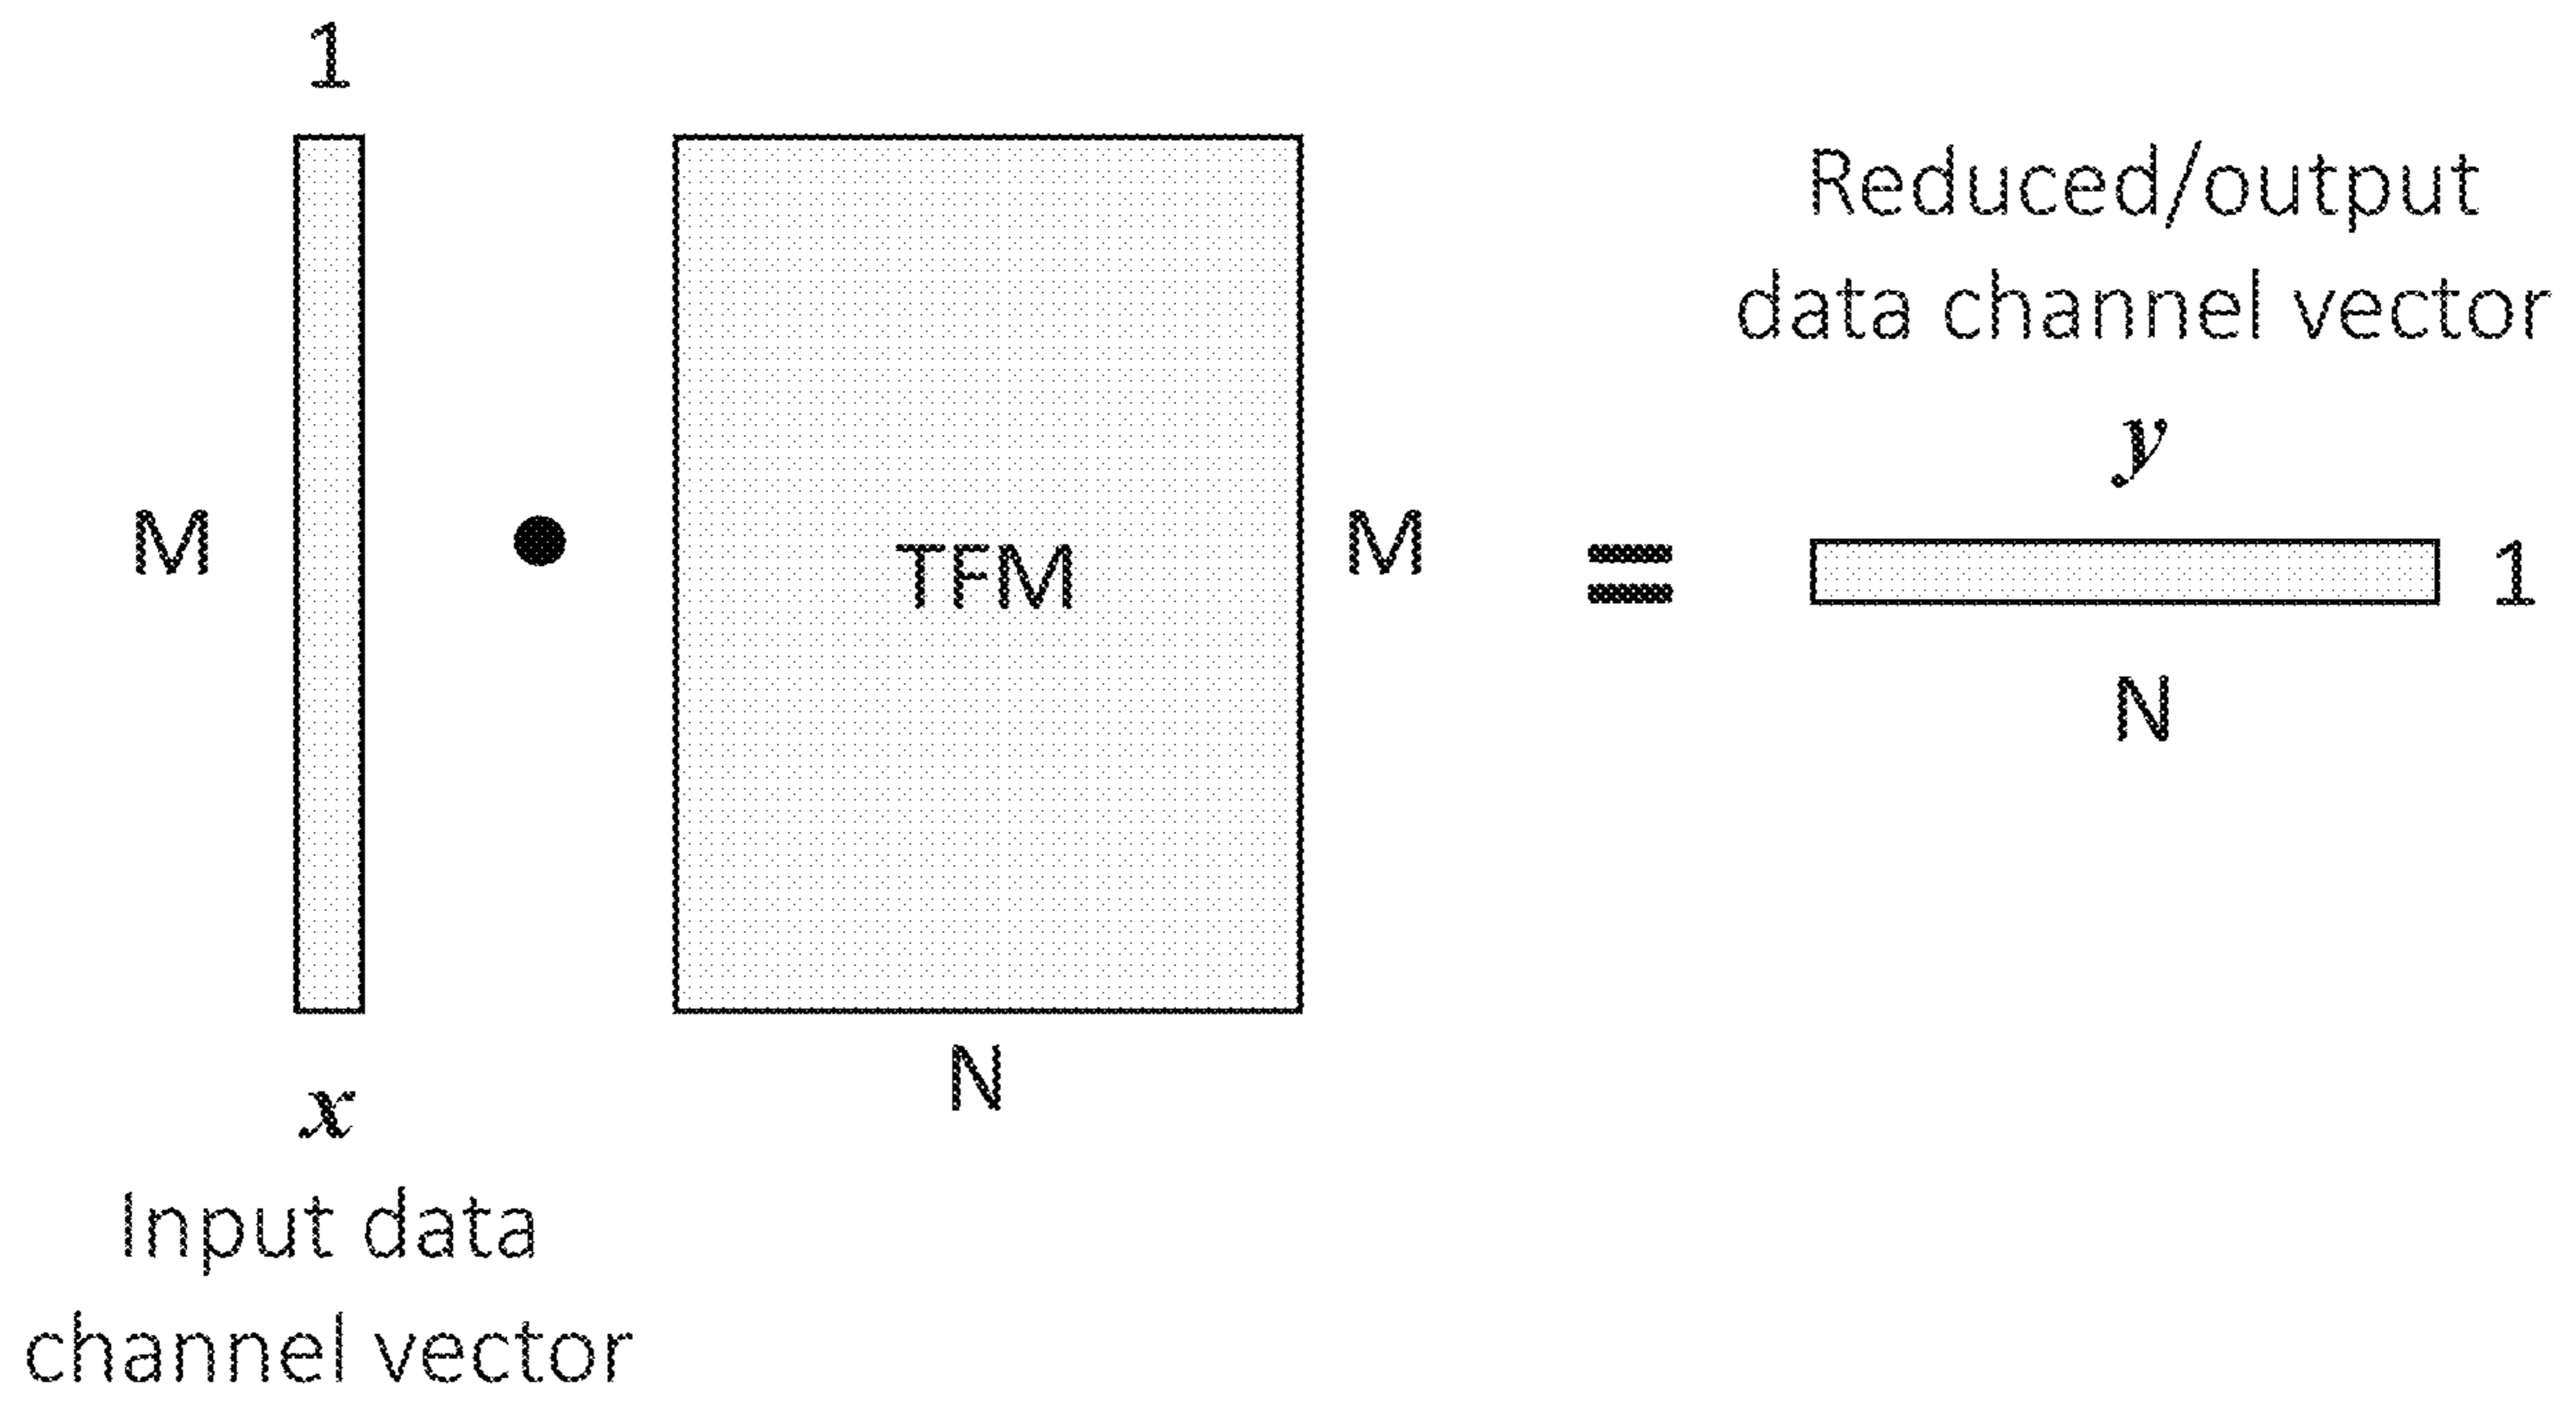 1
M
TFM
M
=
Reduced/output
data channel vector
y
1
N
N
x
Input data
channel vector